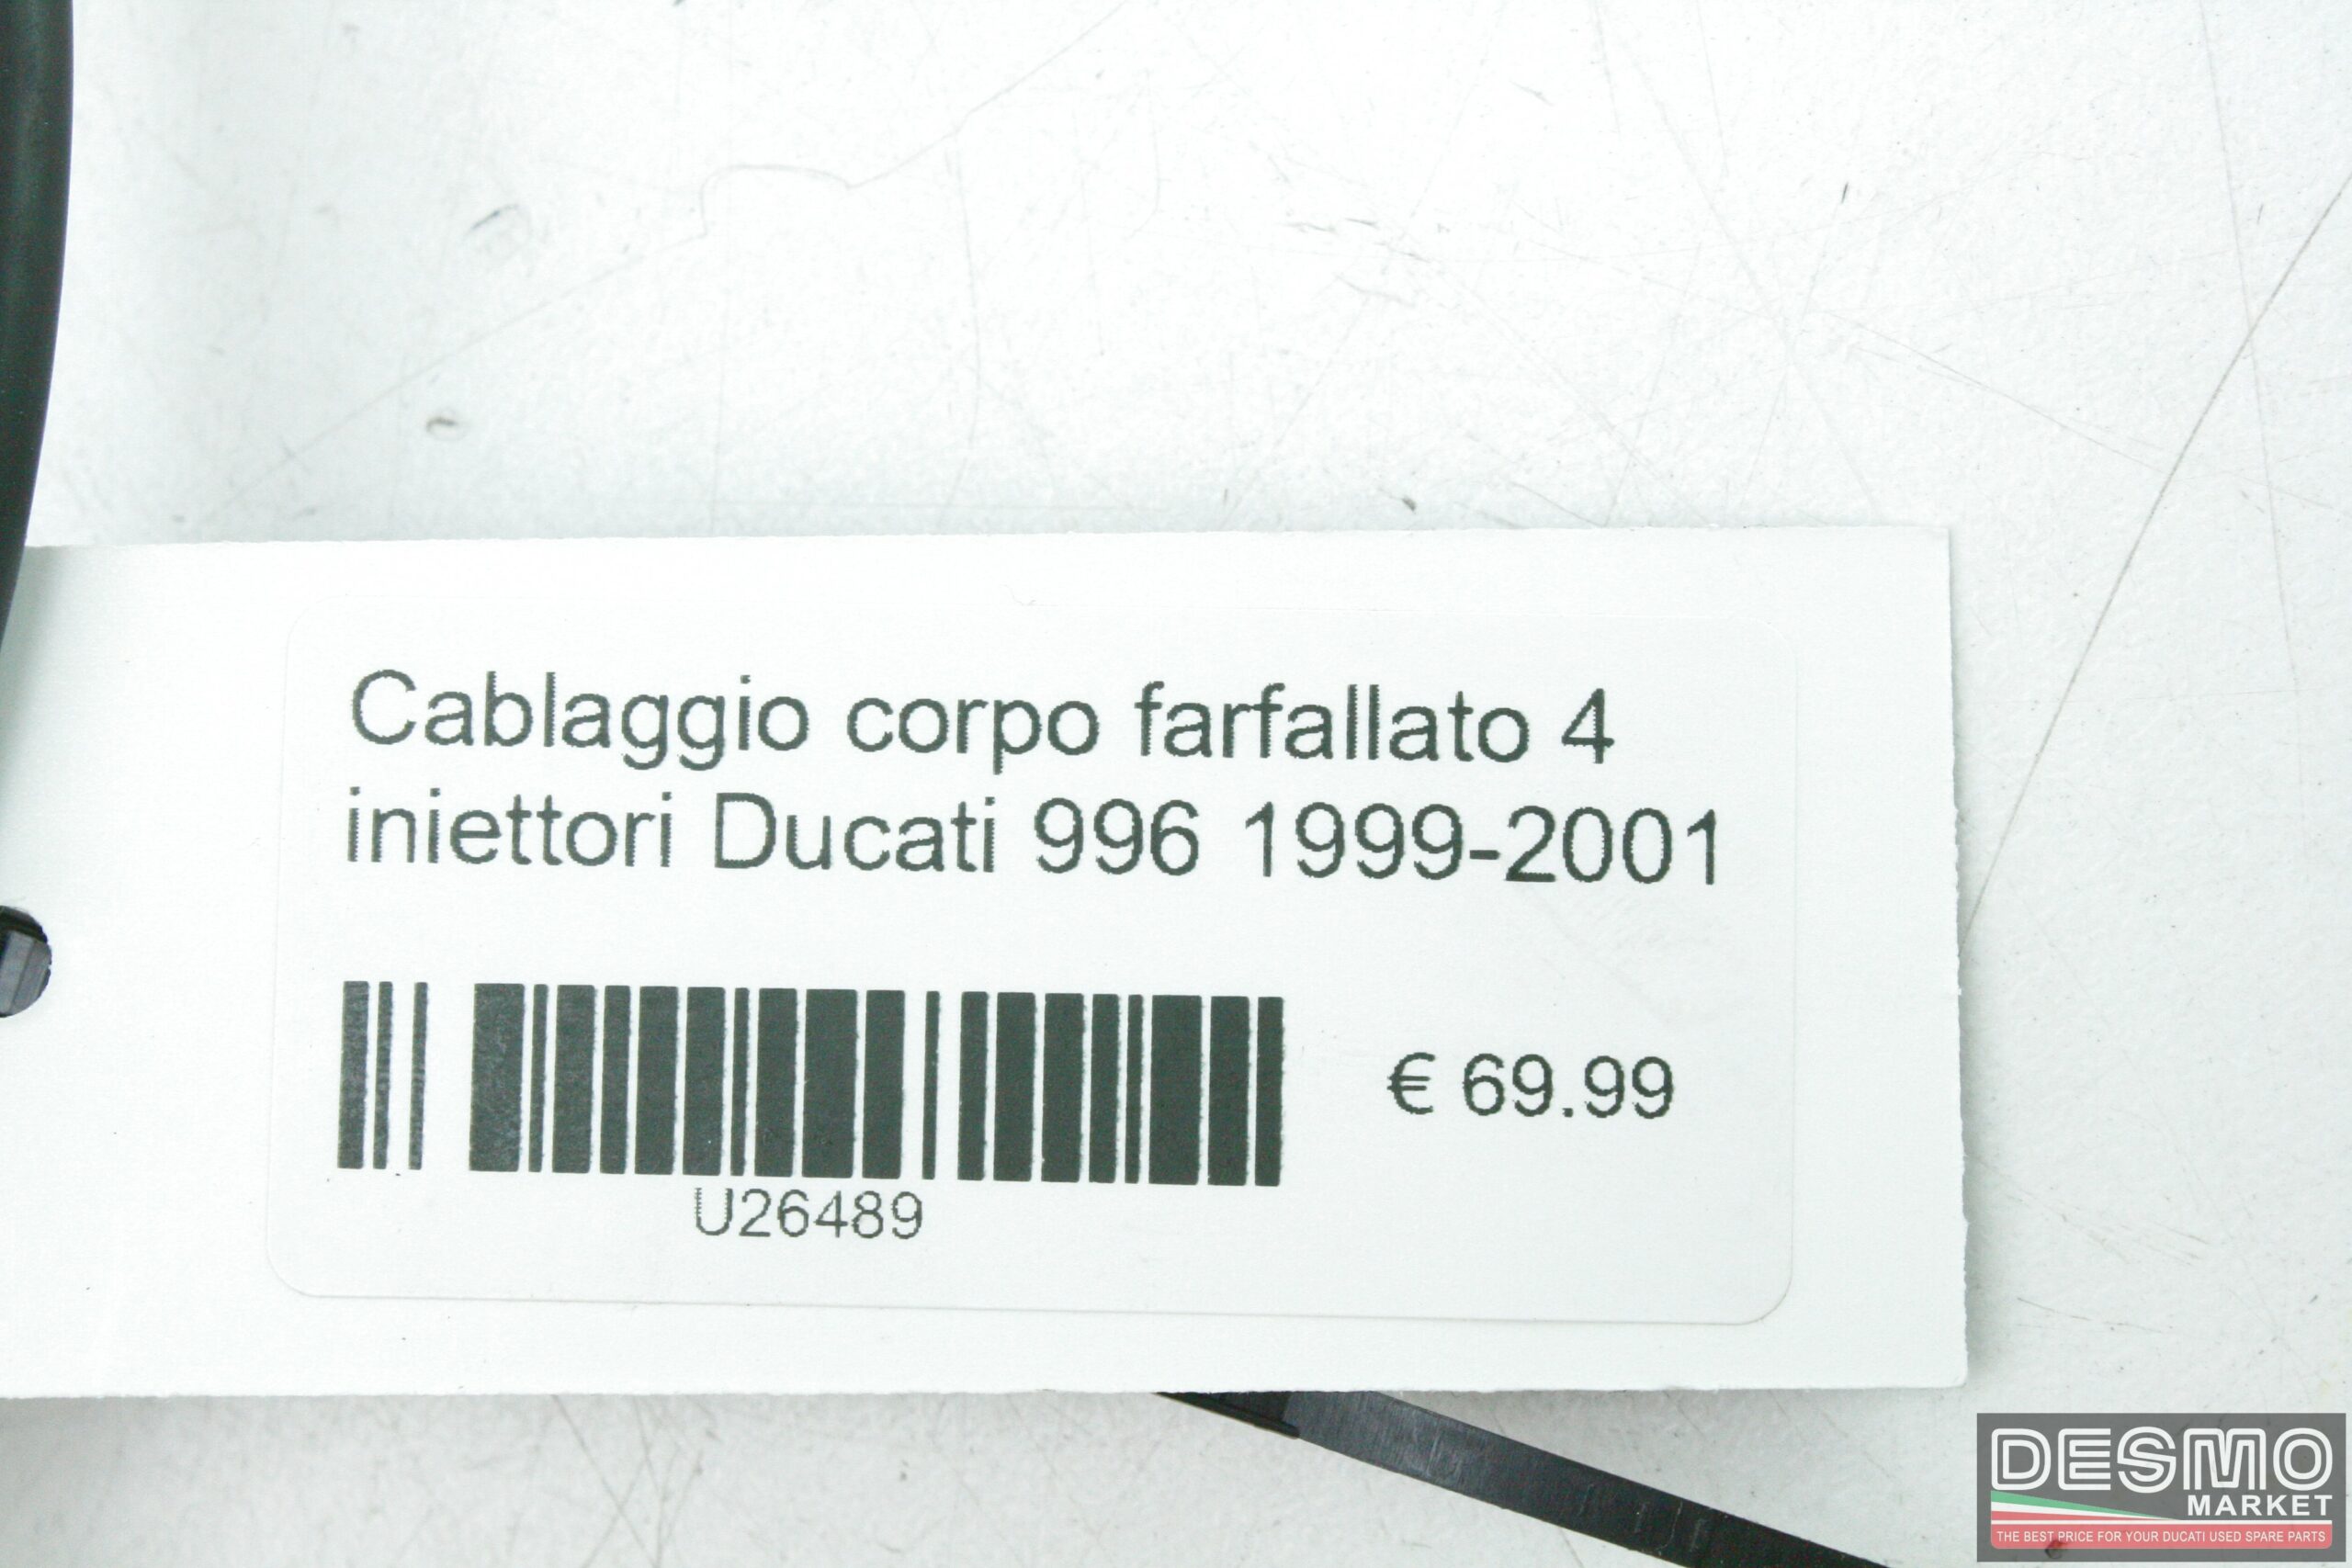 Cablaggio corpo farfallato 4
iniettori Ducati 996 1999-2001
€ 69.99
U26489
DESMO
MARKET
THE BEST PRICE FOR YOUR DUCATI USED SPARE PARTS